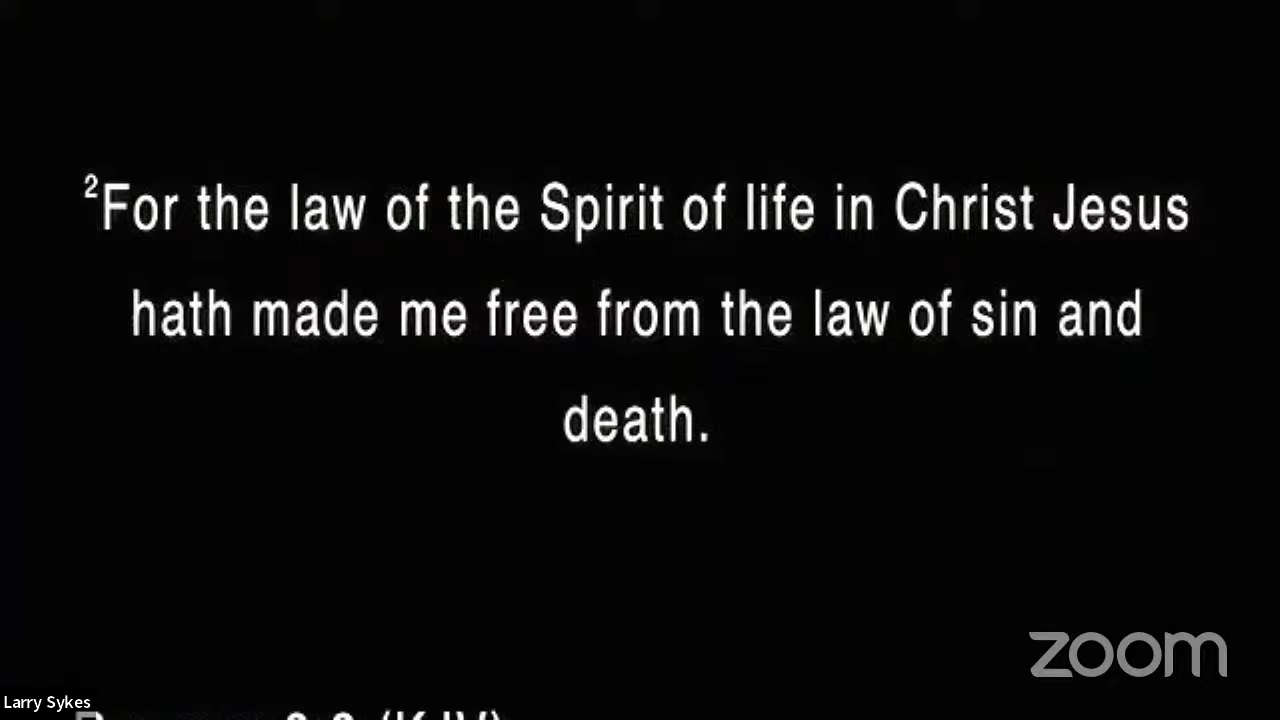 ²For the law of the Spirit of life in Christ Jesus
hath made me free from the law of sin and
death.
zoom
Larry Sykes